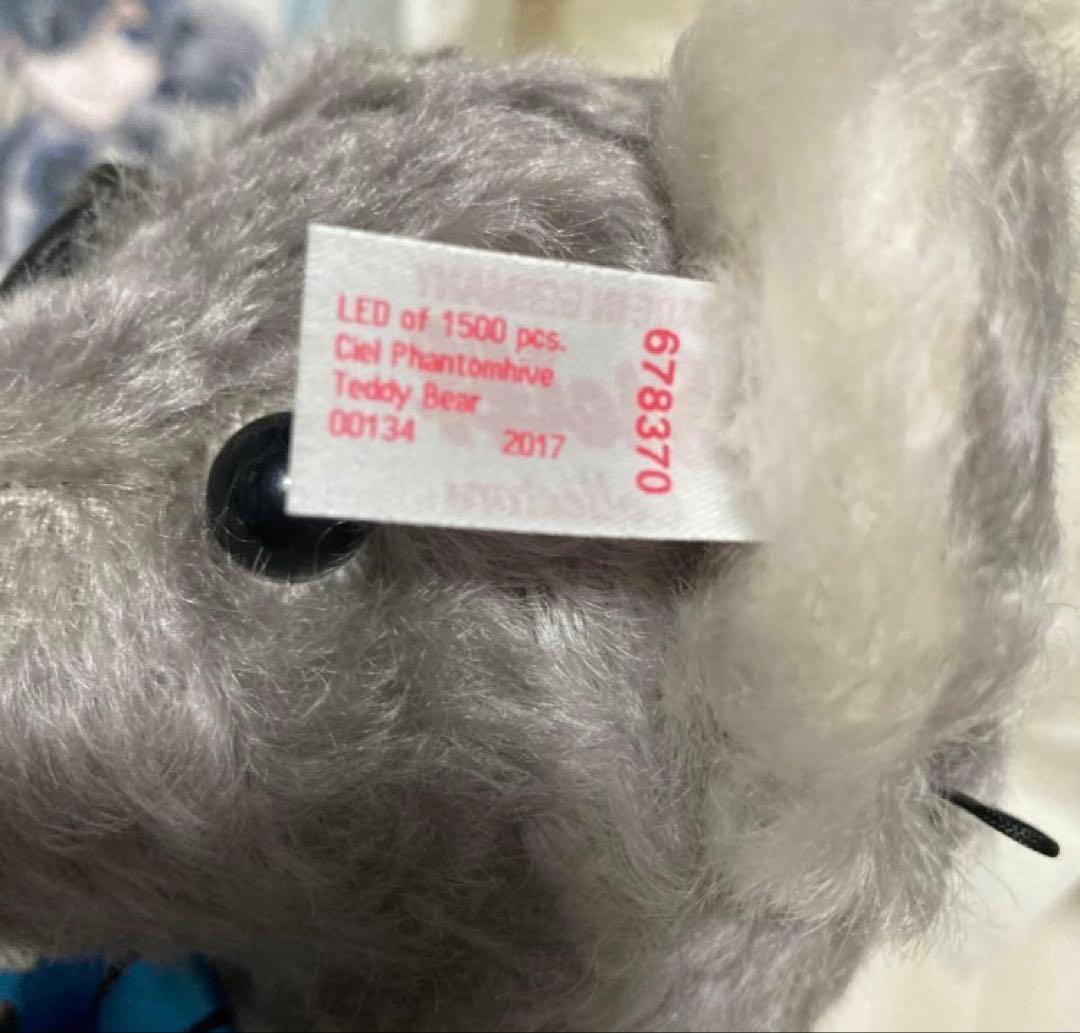 LED of 1500 pcs.
Ciel Phantomhive
Teddy Bear
00134 2017
678370